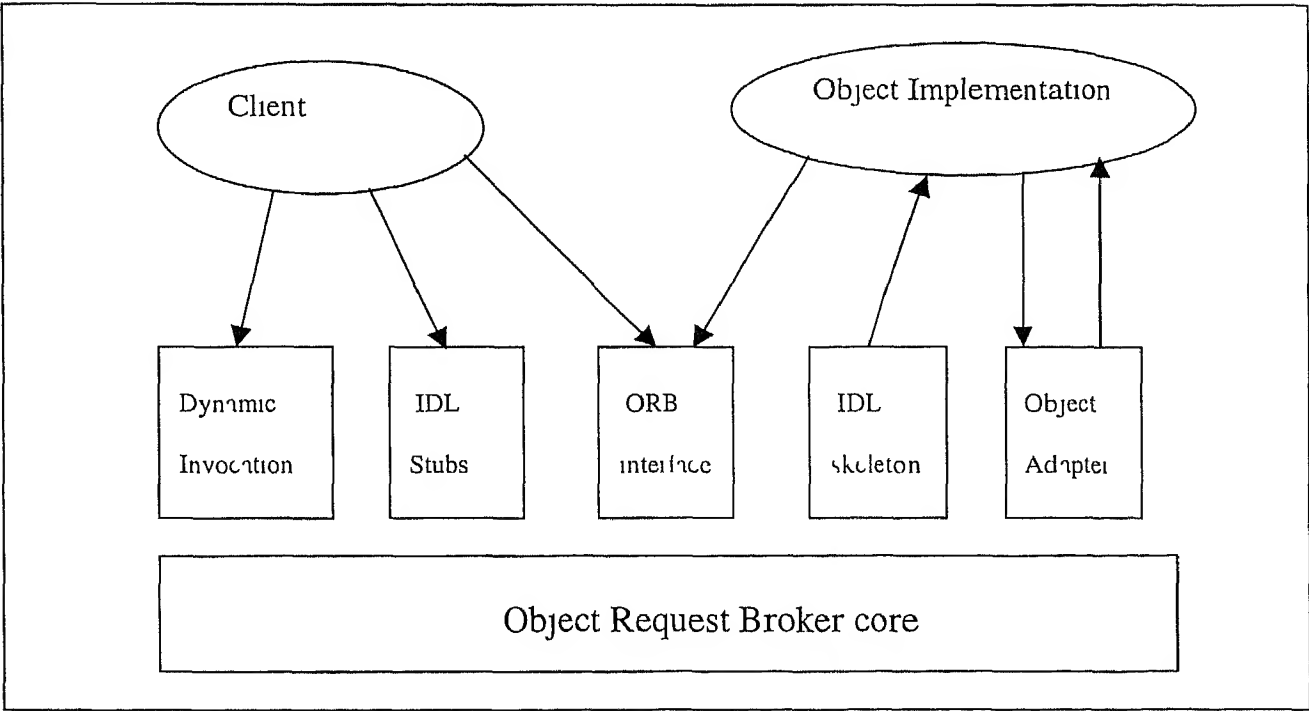 Client
Object Implementation
Dynamic
Invocation
IDL
Stubs
ORB
interface
IDL
skeleton
Object
Adapter
Object Request Broker core